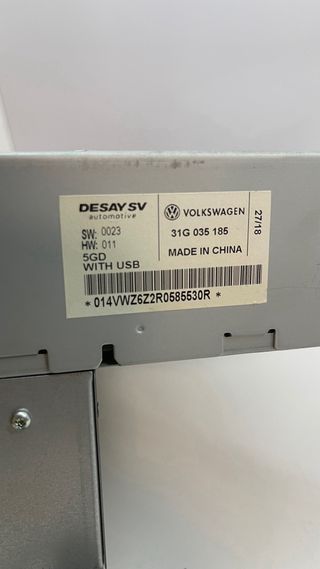 DESAY SV
automotive
VOLKSWAGEN
27/18
SW: 0023
HW: 011
31G 035 185
5GD
WITH USB
MADE IN CHINA
*014VWZ6Z2R0585530R*